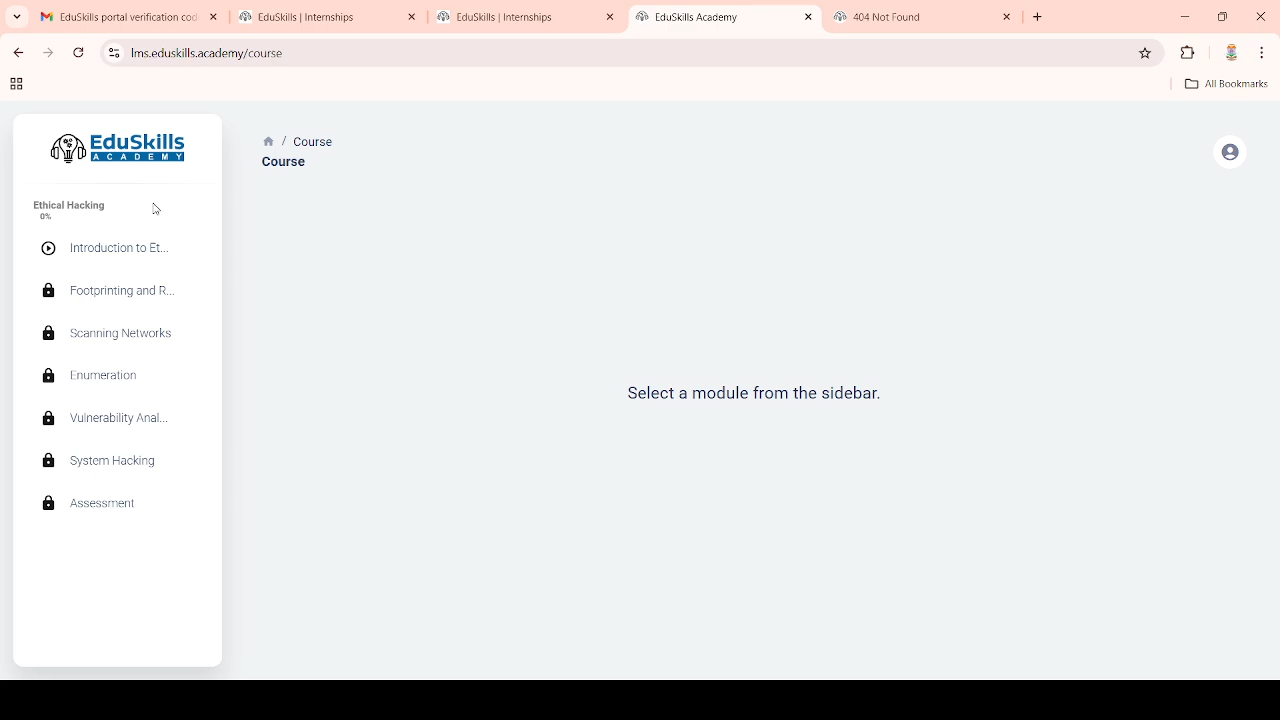 EduSkills portal verification cod
EduSkills | Internships
EduSkills | Internships
EduSkills Academy
404 Not Found
lms.eduskills.academy/course
All Bookmarks
EduSkills
ACADEMY
/ Course
Course
Ethical Hacking
0%
Introduction to Et...
Footprinting and R...
Scanning Networks
Enumeration
Vulnerability Anal...
System Hacking
Assessment
Select a module from the sidebar.